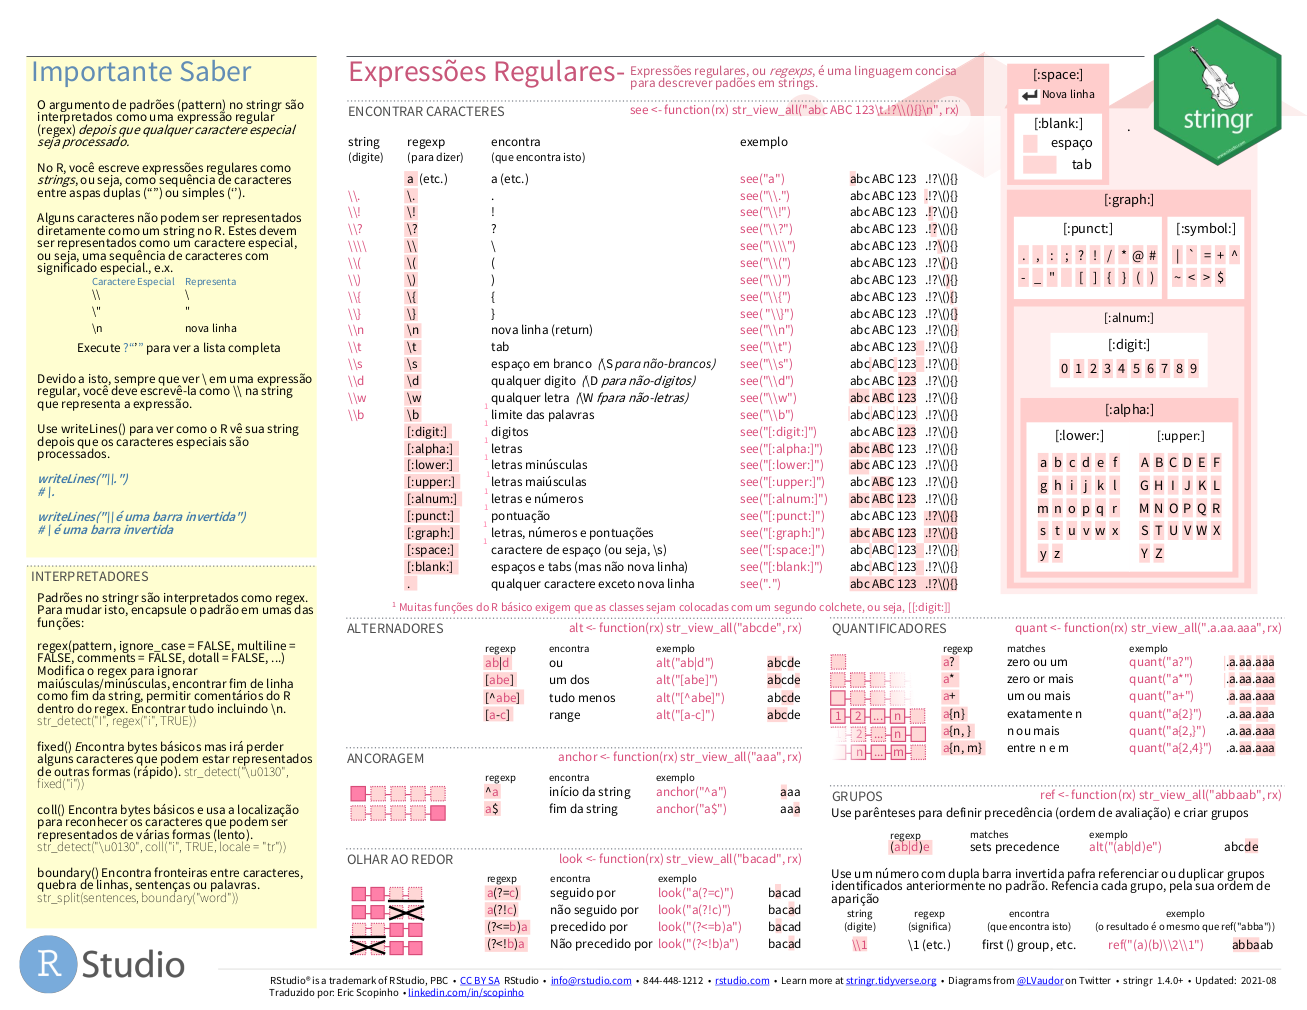 Importante Saber
O argumento de padrões (pattern) no stringr são
interpretados como uma expressão regular
(regex) depois que qualquer caractere especial
seja processado.
No R, você escreve expressões regulares como
strings, ou seja, como sequência de caracteres
entre aspas duplas (“”) ou simples (‘’).
Alguns caracteres não podem ser representados
diretamente como um string no R. Estes devem
ser representados como um caractere especial,
ou seja, uma sequência de caracteres com
significado especial., e.x.
Caractere Especial Representa
\\ \
\" "
\n nova linha
Execute ?“’” para ver a lista completa
Devido a isto, sempre que ver \ em uma expressão
regular, você deve escrevê-la como \\ na string
que representa a expressão.
Use writeLines() para ver como o R vê sua string
depois que os caracteres especiais são
processados.
writeLines("\\.")
# \.
writeLines("\\ é uma barra invertida")
# \ é uma barra invertida
INTERPRETADORES
Padrões no stringr são interpretados como regex.
Para mudar isto, encapsule o padrão em umas das
funções:
regex(pattern, ignore_case = FALSE, multiline =
FALSE, comments = FALSE, dotall = FALSE, ...)
Modifica o regex para ignorar
maiúsculas/minúsculas, encontrar fim de linha
como fim da string, permitir comentários do R
dentro do regex. Encontrar tudo incluindo \n.
str_detect("I", regex("i", TRUE))
fixed() Encontra bytes básicos mas irá perder
alguns caracteres que podem estar representados
de outras formas (rápido). str_detect("\u0130",
fixed("i"))
coll() Encontra bytes básicos e usa a localização
para reconhecer os caracteres que podem ser
representados de várias formas (lento).
str_detect("\u0130", coll("i", TRUE, locale = "tr"))
boundary() Encontra fronteiras entre caracteres,
quebra de linhas, sentenças ou palavras.
str_split(sentences, boundary("word"))
Expressões Regulares-
Expressões regulares, ou regexps, é uma linguagem concisa
para descrever padões em strings.
ENCONTRAR CARACTERES see <- function(rx) str_view_all("abc ABC 123\t.!?\\(){}\n", rx)
string regexp encontra exemplo
(digite) (para dizer) (que encontra isto)
a (etc.) a (etc.) see("a") abc ABC 123 .!?\(){}
\\. \. . see("\\.") abc ABC 123 .!?\(){}
\\! \! ! see("\\!") abc ABC 123 .!?\(){}
\\? \? ? see("\\?") abc ABC 123 .!?\(){}
\\\\ \\ \ see("\\\\") abc ABC 123 .!?\(){}
\\( \( ( see("\\(") abc ABC 123 .!?\(){}
\\) \) ) see("\\)") abc ABC 123 .!?\(){}
\\{ \{ { see("\\{") abc ABC 123 .!?\(){}
\\} \} } see( "\\}") abc ABC 123 .!?\(){}
\\n \n nova linha (return) see("\\n") abc ABC 123 .!?\(){}
\\t \t tab see("\\t") abc ABC 123 .!?\(){}
\\s \s espaço em branco (\S para não-brancos) see("\\s") abc ABC 123 .!?\(){}
\\d \d qualquer digito (\D para não-digitos) see("\\d") abc ABC 123 .!?\(){}
\\w \w qualquer letra (\W fpara não-letras) see("\\w") abc ABC 123 .!?\(){}
\\b \b limite das palavras see("\\b") abc ABC 123 .!?\(){}
[:digit:] 1 digitos see("[:digit:]") abc ABC 123 .!?\(){}
[:alpha:] 1 letras see("[:alpha:]") abc ABC 123 .!?\(){}
[:lower:] 1 letras minúsculas see("[:lower:]") abc ABC 123 .!?\(){}
[:upper:] 1 letras maiúsculas see("[:upper:]") abc ABC 123 .!?\(){}
[:alnum:] 1 letras e números see("[:alnum:]") abc ABC 123 .!?\(){}
[:punct:] 1 pontuação see("[:punct:]") abc ABC 123 .!?\(){}
[:graph:] 1 letras, números e pontuações see("[:graph:]") abc ABC 123 .!?\(){}
[:space:] 1 caractere de espaço (ou seja, \s) see("[:space:]") abc ABC 123 .!?\(){}
[:blank:] espaços e tabs (mas não nova linha) see("[:blank:]") abc ABC 123 .!?\(){}
. qualquer caractere exceto nova linha see(".") abc ABC 123 .!?\(){}
1 Muitas funções do R básico exigem que as classes sejam colocadas com um segundo colchete, ou seja, [[:digit:]]
[:space:]
Nova linha
[:blank:]
espaço
tab
.
stringr
[:graph:]
[:punct:] [:symbol:]
. , : ; ? ! / * @ # | ` = + ^
- _ " ' [ ] { } ( ) ~ < > $
[:alnum:]
[:digit:]
0 1 2 3 4 5 6 7 8 9
[:alpha:]
[:lower:] [:upper:]
a b c d e f A B C D E F
g h i j k l G H I J K L
m n o p q r M N O P Q R
s t u v w x S T U V W X
y z Y Z
ALTERNADORES alt <- function(rx) str_view_all("abcde", rx)
regexp encontra exemplo
ab|d ou alt("ab|d") abcde
[abe] um dos alt("[abe]") abcde
[^abe] tudo menos alt("[^abe]") abcde
[a-c] range alt("[a-c]") abcde
ANCORAGEM anchor <- function(rx) str_view_all("aaa", rx)
regexp encontra exemplo
^a início da string anchor("^a") aaa
a$ fim da string anchor("a$") aaa
OLHAR AO REDOR look <- function(rx) str_view_all("bacad", rx)
regexp encontra exemplo
a(?=c) seguido por look("a(?=c)") bacad
a(?!c) não seguido por look("a(?!c)") bacad
(?<=b)a precedido por look("(?<=b)a") bacad
(?<!b)a Não precedido por look("(?<!b)a") bacad
QUANTIFICADORES quant <- function(rx) str_view_all(".a.aa.aaa", rx)
regexp matches exemplo
a? zero ou um quant("a?") .a.aa.aaa
a* zero or mais quant("a*") .a.aa.aaa
a+ um ou mais quant("a+") .a.aa.aaa
1 2 ... n a{n} exatamente n quant("a{2}") .a.aa.aaa
2 ... n a{n, } n ou mais quant("a{2,}") .a.aa.aaa
n ... m a{n, m} entre n e m quant("a{2,4}") .a.aa.aaa
GRUPOS ref <- function(rx) str_view_all("abbaab", rx)
Use parênteses para definir precedência (ordem de avaliação) e criar grupos
regexp matches exemplo
(ab|d)e sets precedence alt("(ab|d)e") abcde
Use um número com dupla barra invertida pafra referenciar ou duplicar grupos
identificados anteriormente no padrão. Refencia cada grupo, pela sua ordem de
aparição
string regexp encontra exemplo
(digite) (significa) (que encontra isto) (o resultado é o mesmo que ref("abba"))
\\1 \1 (etc.) first () group, etc. ref("(a)(b)\\2\\1") abbaab
R Studio
RStudio® is a trademark of RStudio, PBC • CC BY SA RStudio • info@rstudio.com • 844-448-1212 • rstudio.com • Learn more at stringr.tidyverse.org • Diagrams from @LVaudor on Twitter • stringr 1.4.0+ • Updated: 2021-08
Traduzido por: Eric Scopinho • linkedin.com/in/scopinho